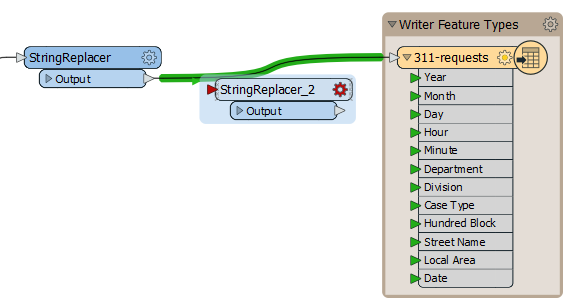 StringReplacer
Output
StringReplacer_2
Output
Writer Feature Types
311-requests
Year
Month
Day
Hour
Minute
Department
Division
Case Type
Hundred Block
Street Name
Local Area
Date